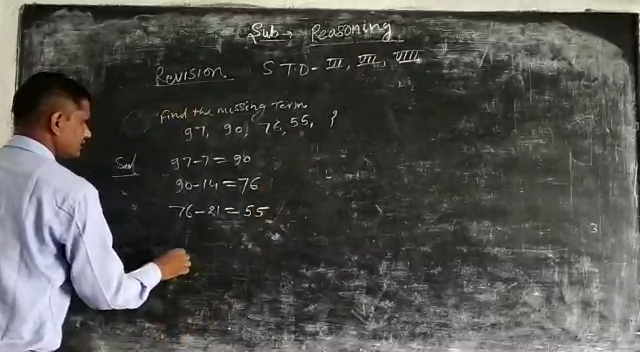 Sub → Reasoning
Revision. STD - III, VII, VIII
Find the missing Term
97, 90, 76, 55, ?
Sol 97-7=90
90-14=76
76-21=55
3